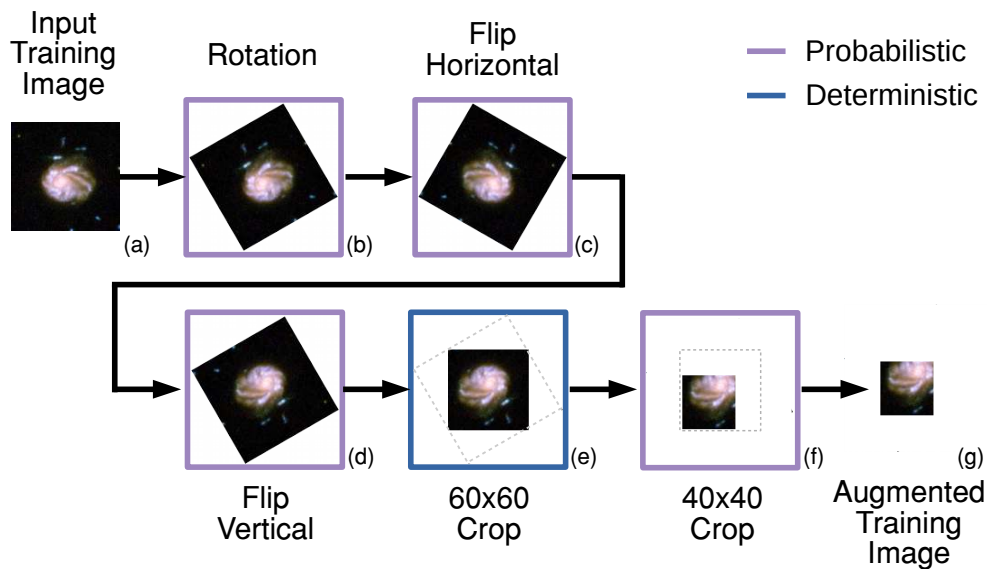 Input
Training
Image
Rotation
Flip
Horizontal
Probabilistic
Deterministic
(a)
(b)
(c)
(d)
(e)
(f)
(g)
Flip
Vertical
60x60
Crop
40x40
Crop
Augmented
Training
Image